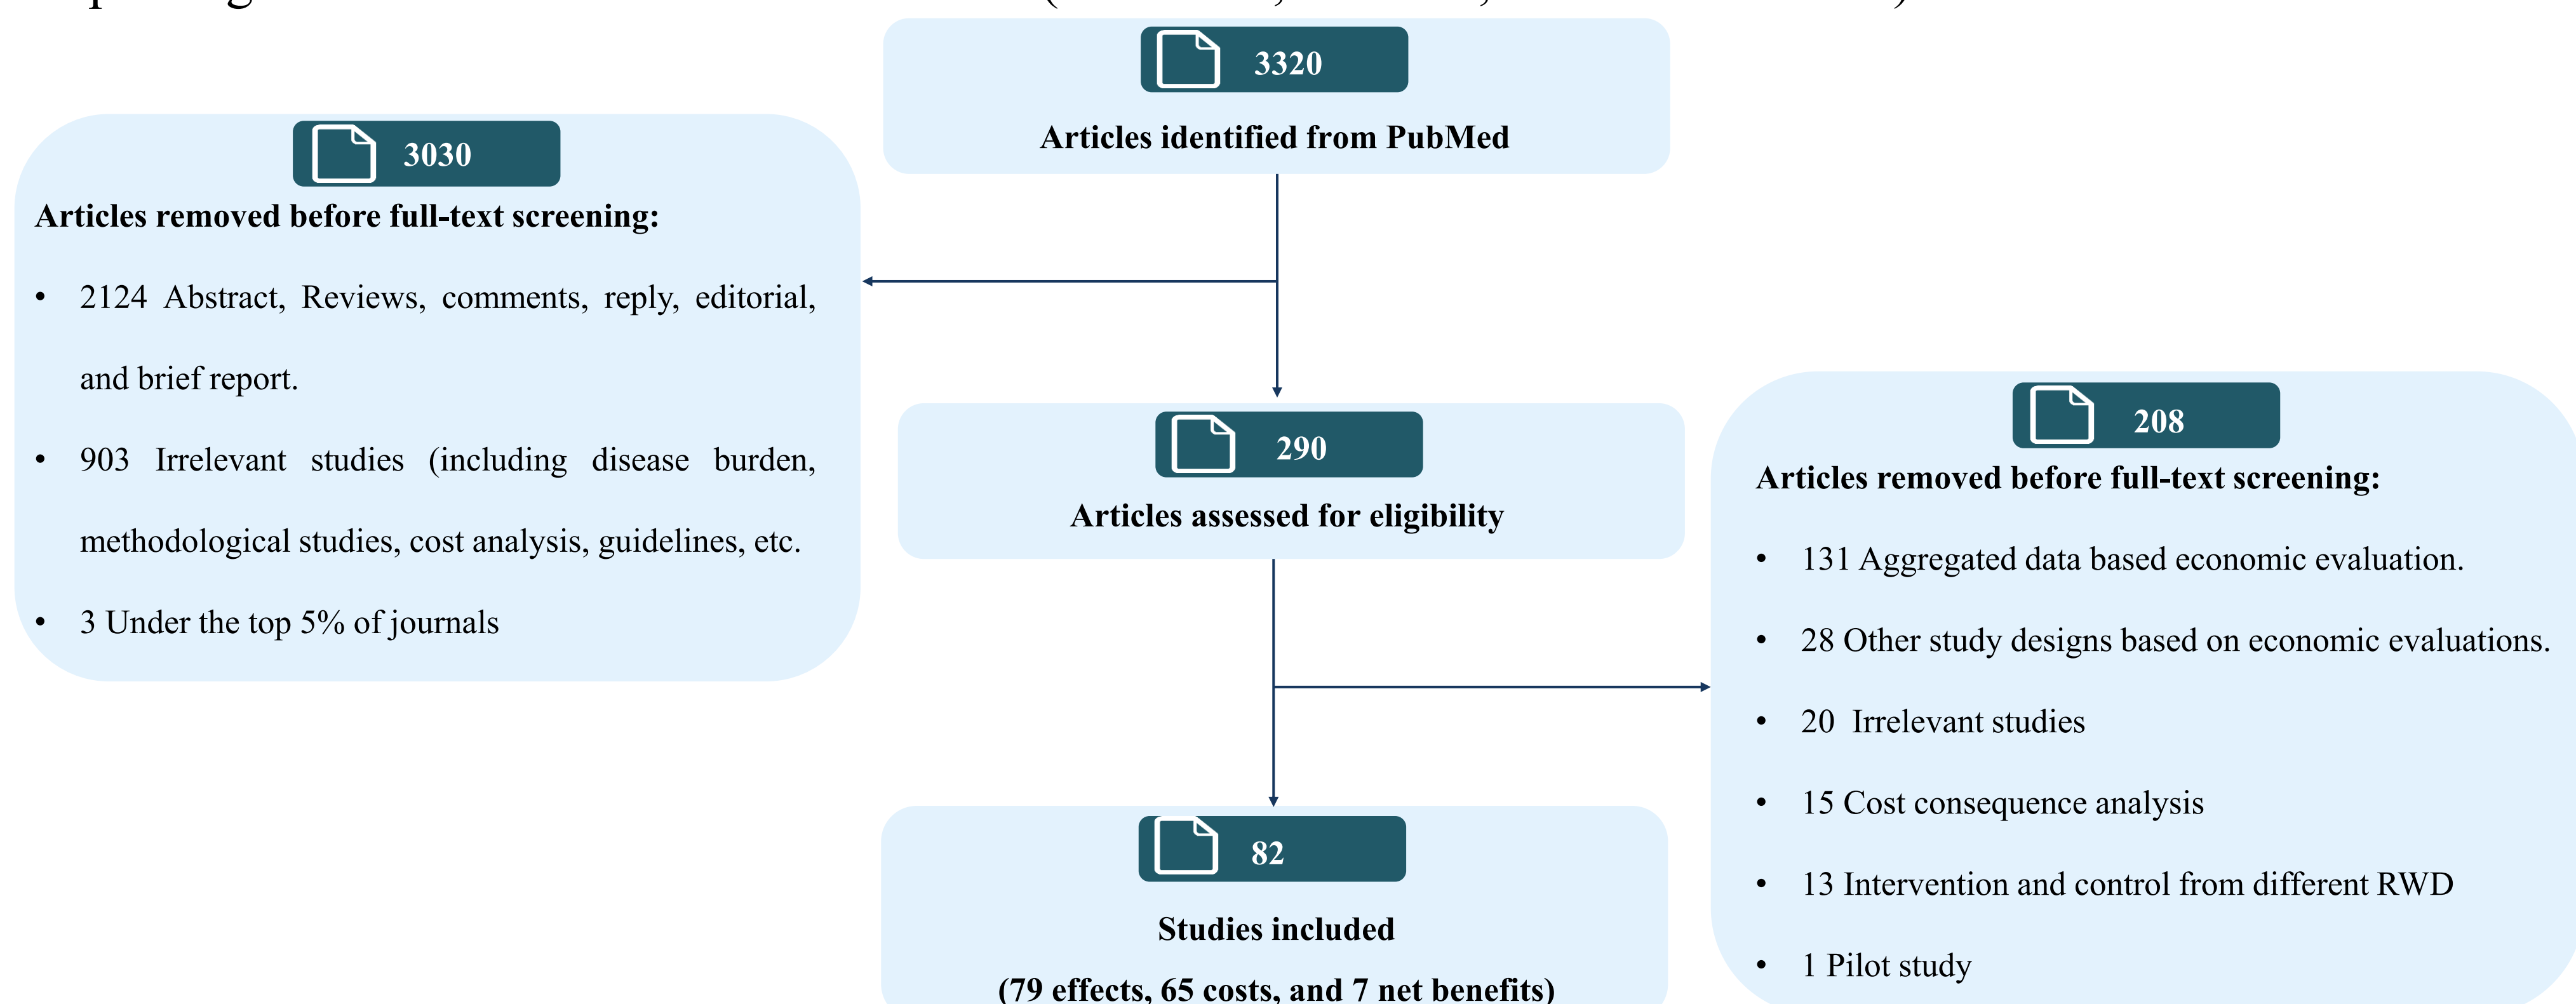 3320
Articles identified from PubMed
3030
Articles removed before full-text screening:
• 2124 Abstract, Reviews, comments, reply, editorial,
and brief report.
• 903 Irrelevant studies (including disease burden,
methodological studies, cost analysis, guidelines, etc.
• 3 Under the top 5% of journals
290
Articles assessed for eligibility
208
Articles removed before full-text screening:
• 131 Aggregated data based economic evaluation.
• 28 Other study designs based on economic evaluations.
• 20 Irrelevant studies
• 15 Cost consequence analysis
• 13 Intervention and control from different RWD
• 1 Pilot study
82
Studies included
(79 effects, 65 costs, and 7 net benefits)